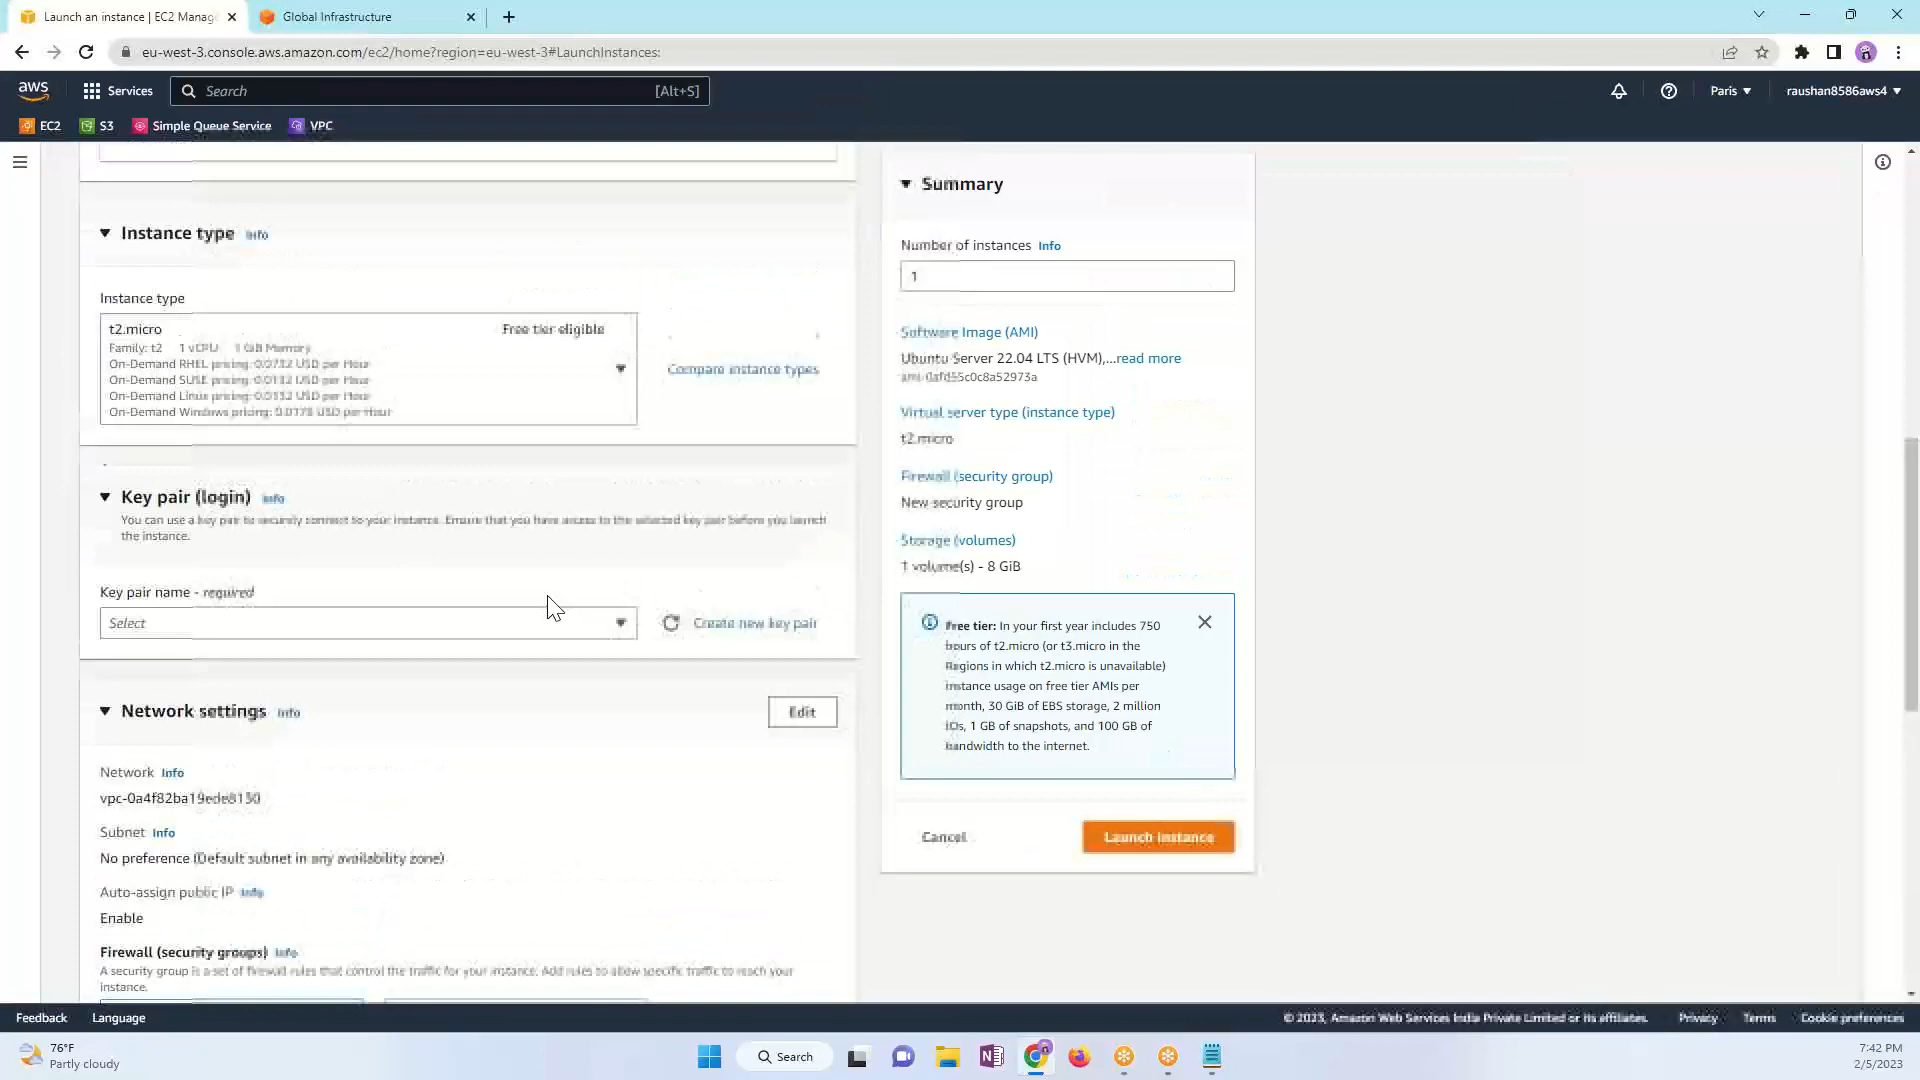 Launch an instance | EC2 Manag
Global Infrastructure
eu-west-3.console.aws.amazon.com/ec2/home?region=eu-west-3#LaunchInstances:
aws
Services
Search
[Alt+S]
Paris
raushan8586aws4
EC2
S3
Simple Queue Service
VPC
Instance type Info
Instance type
t2.micro
Free tier eligible
Family: t2 1 vCPU 1 GiB Memory
On-Demand RHEL pricing: 0.0732 USD per Hour
On-Demand SUSE pricing: 0.0132 USD per Hour
On-Demand Linux pricing: 0.0132 USD per Hour
On-Demand Windows pricing: 0.0178 USD per Hour
Compare instance types
Key pair (login) Info
You can use a key pair to securely connect to your instance. Ensure that you have access to the selected key pair before you launch
the instance.
Key pair name - required
Select
Create new key pair
Network settings Info
Edit
Network Info
vpc-0a4f82ba19ede8130
Subnet Info
No preference (Default subnet in any availability zone)
Auto-assign public IP Info
Enable
Firewall (security groups) Info
A security group is a set of firewall rules that control the traffic for your instance. Add rules to allow specific traffic to reach your
instance.
Summary
Number of instances Info
1
Software Image (AMI)
Ubuntu Server 22.04 LTS (HVM),...read more
ami-0afd55c0c8a52973a
Virtual server type (instance type)
t2.micro
Firewall (security group)
New security group
Storage (volumes)
1 volume(s) - 8 GiB
Free tier: In your first year includes 750
hours of t2.micro (or t3.micro in the
Regions in which t2.micro is unavailable)
instance usage on free tier AMIs per
month, 30 GiB of EBS storage, 2 million
IOs, 1 GB of snapshots, and 100 GB of
bandwidth to the internet.
Cancel
Launch instance
Feedback
Language
© 2023, Amazon Web Services India Private Limited or its affiliates.
Privacy
Terms
Cookie preferences
76°F
Partly cloudy
Search
7:42 PM
2/5/2023